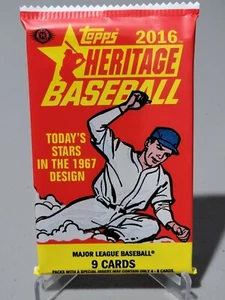 topps 2016
HERITAGE
BASEBALL
TODAY'S
STARS
IN THE 1967
DESIGN
MAJOR LEAGUE BASEBALL®
9 CARDS
PACKS WITH A SPECIAL INSERT MAY CONTAIN ONLY 4 - 8 CARDS.